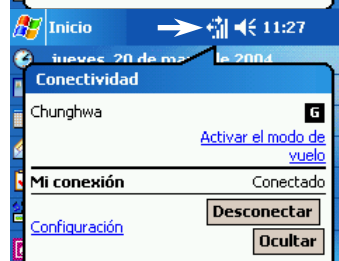 Inicio 11:27
jueves, 20 de ma de 2004
Conectividad
Chunghwa G
Activar el modo de
vuelo
Mi conexión Conectado
Configuración Desconectar
Ocultar